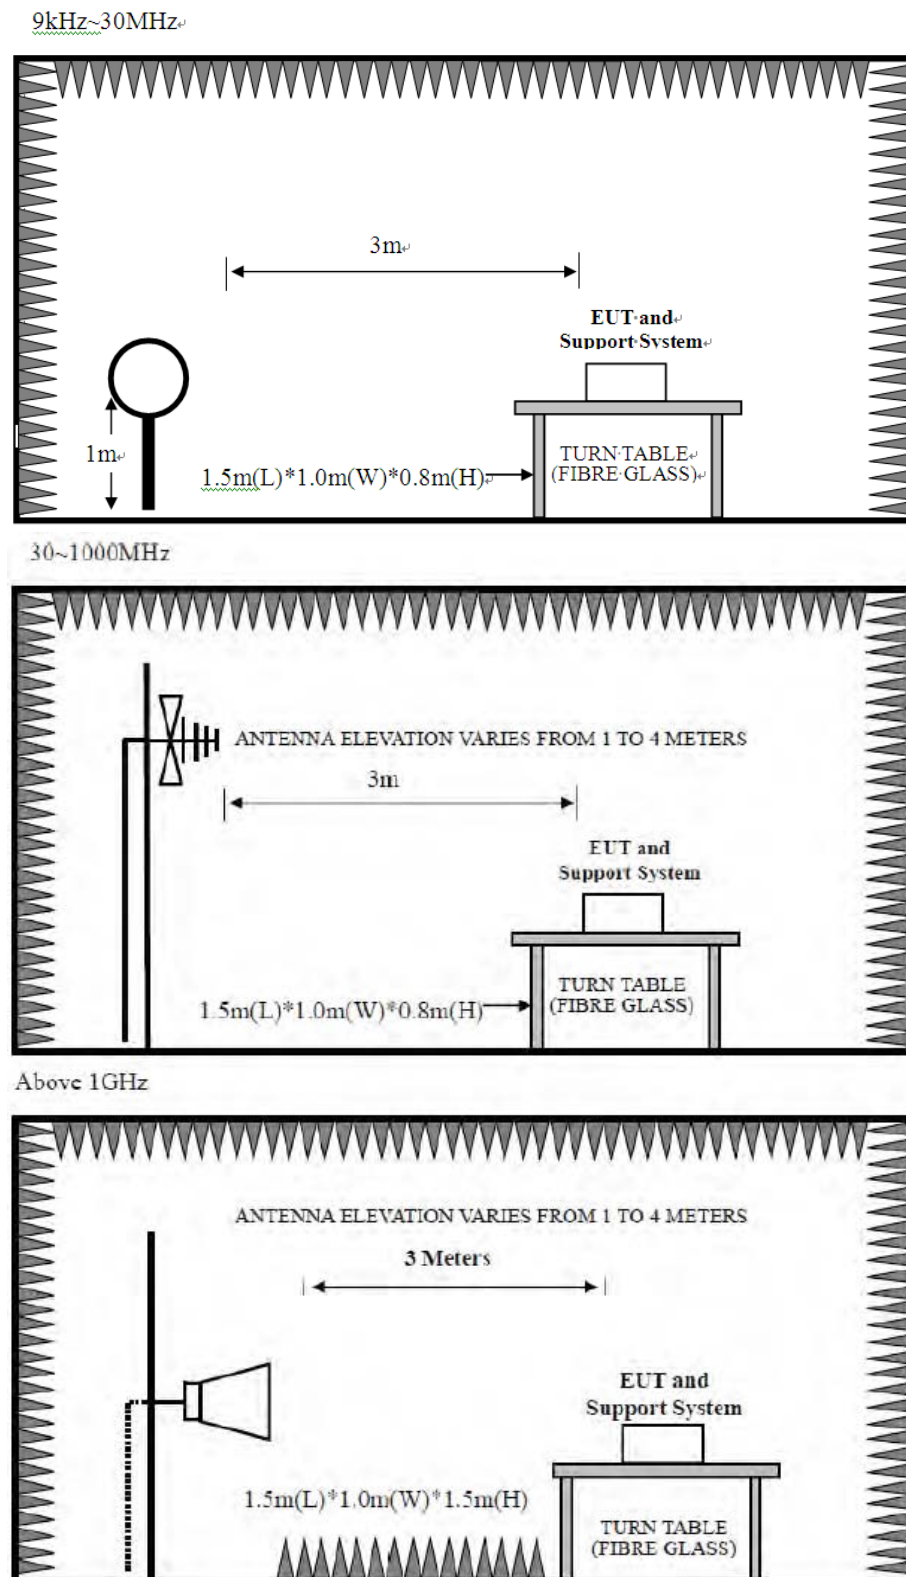 9kHz~30MHz
3m
EUT and
Support System
1m
1.5m(L)*1.0m(W)*0.8m(H)
TURN TABLE
(FIBRE GLASS)
30~1000MHz
ANTENNA ELEVATION VARIES FROM 1 TO 4 METERS
3m
EUT and
Support System
1.5m(L)*1.0m(W)*0.8m(H)
TURN TABLE
(FIBRE GLASS)
Above 1GHz
ANTENNA ELEVATION VARIES FROM 1 TO 4 METERS
3 Meters
EUT and
Support System
1.5m(L)*1.0m(W)*1.5m(H)
TURN TABLE
(FIBRE GLASS)